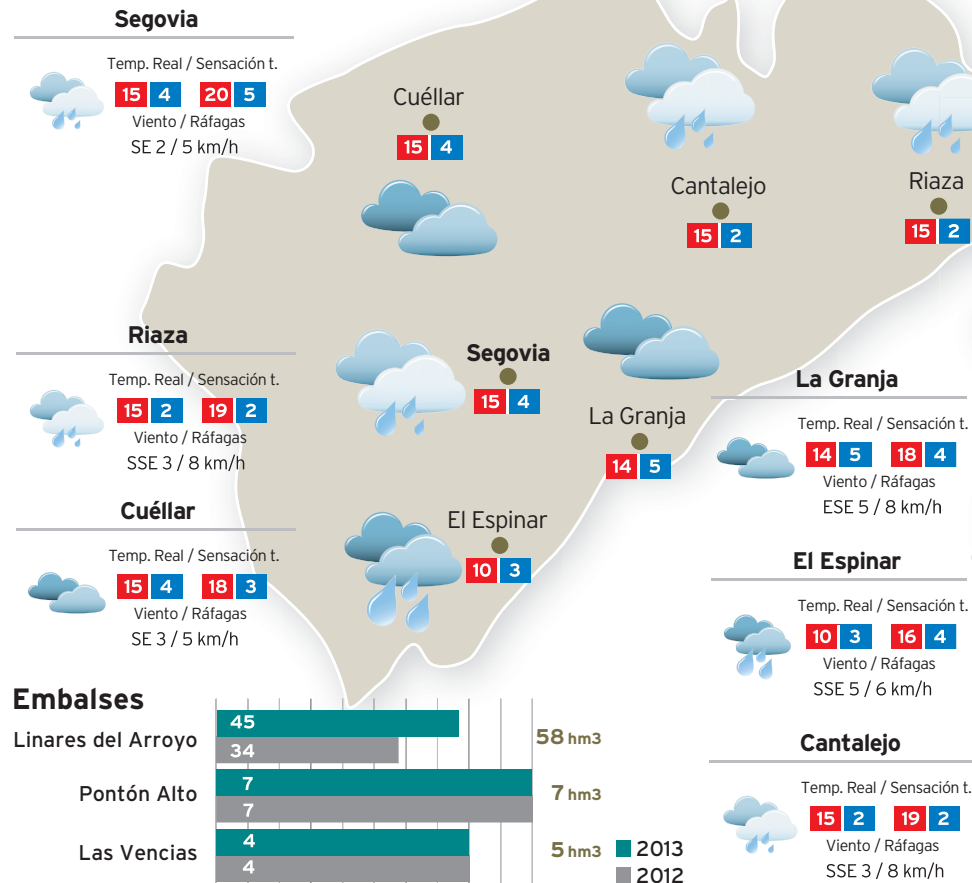 Segovia
Temp. Real / Sensación t.
15 4 20 5
Viento / Ráfagas
SE 2 / 5 km/h
Cuéllar
15 4
Cantalejo
15 2
Riaza
15 2
Riaza
Temp. Real / Sensación t.
15 2 19 2
Viento / Ráfagas
SSE 3 / 8 km/h
Segovia
15 4
La Granja
14 5
La Granja
Temp. Real / Sensación t.
14 5 18 4
Viento / Ráfagas
ESE 5 / 8 km/h
Cuéllar
Temp. Real / Sensación t.
15 4 18 3
Viento / Ráfagas
SE 3 / 5 km/h
El Espinar
10 3
El Espinar
Temp. Real / Sensación t.
10 3 16 4
Viento / Ráfagas
SSE 5 / 6 km/h
Embalses
Linares del Arroyo
45
34
58 hm3
Pontón Alto
7
7
7 hm3
Las Vencias
4
4
5 hm3
2013
2012
Cantalejo
Temp. Real / Sensación t.
15 2 19 2
Viento / Ráfagas
SSE 3 / 8 km/h